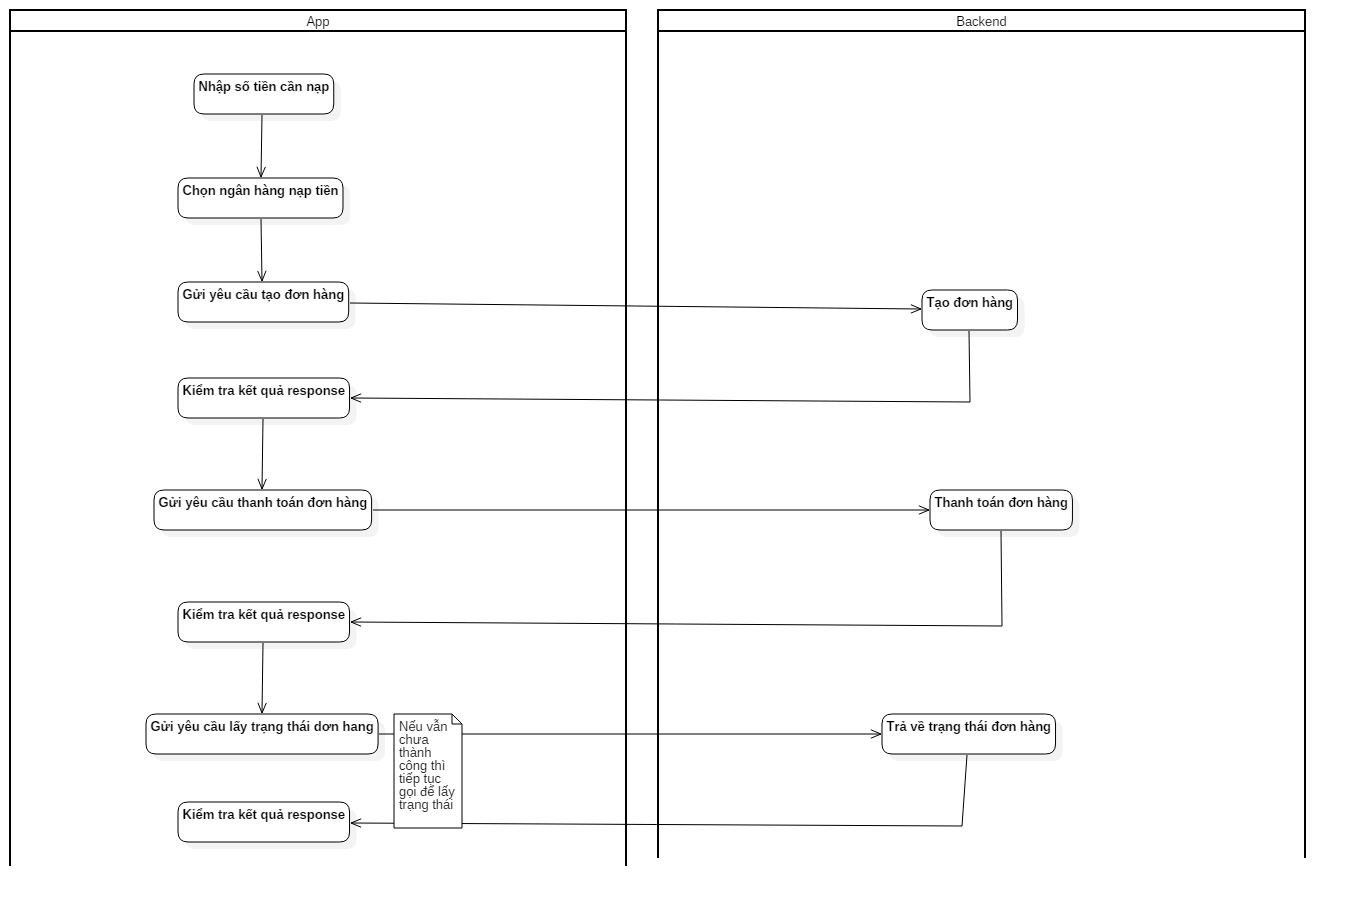 App
Backend
Nhập số tiền cần nạp
Chọn ngân hàng nạp tiền
Gửi yêu cầu tạo đơn hàng
Tạo đơn hàng
Kiểm tra kết quả response
Gửi yêu cầu thanh toán đơn hàng
Thanh toán đơn hàng
Kiểm tra kết quả response
Gửi yêu cầu lấy trạng thái dơn hang
Nếu vẫn
chưa
thành
công thì
tiếp tục
gọi để lấy
trạng thái
Trả về trạng thái đơn hàng
Kiểm tra kết quả response